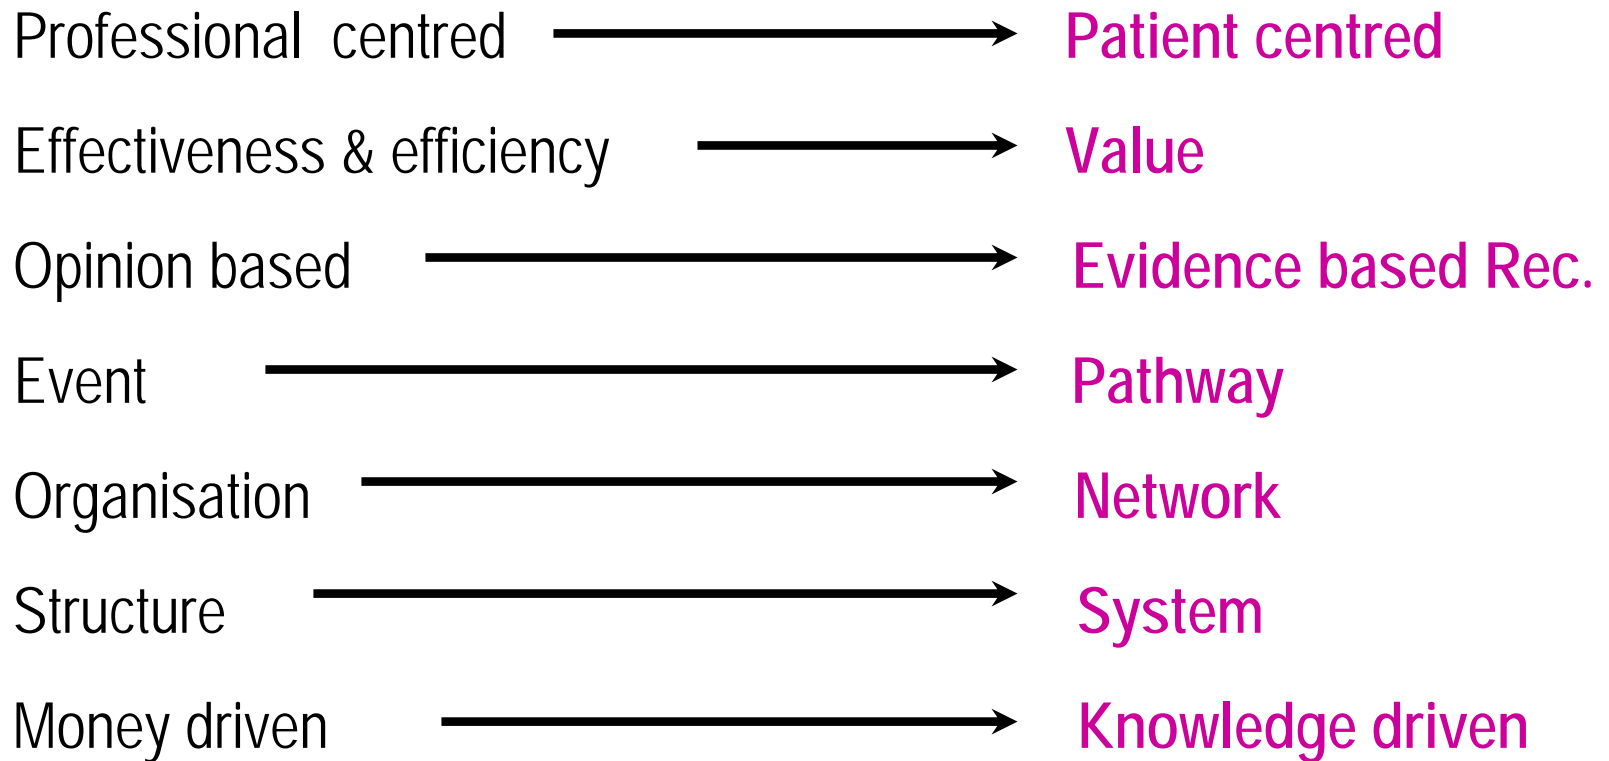 Professional centred Patient centred
Effectiveness & efficiency Value
Opinion based Evidence based Rec.
Event Pathway
Organisation Network
Structure System
Money driven Knowledge driven